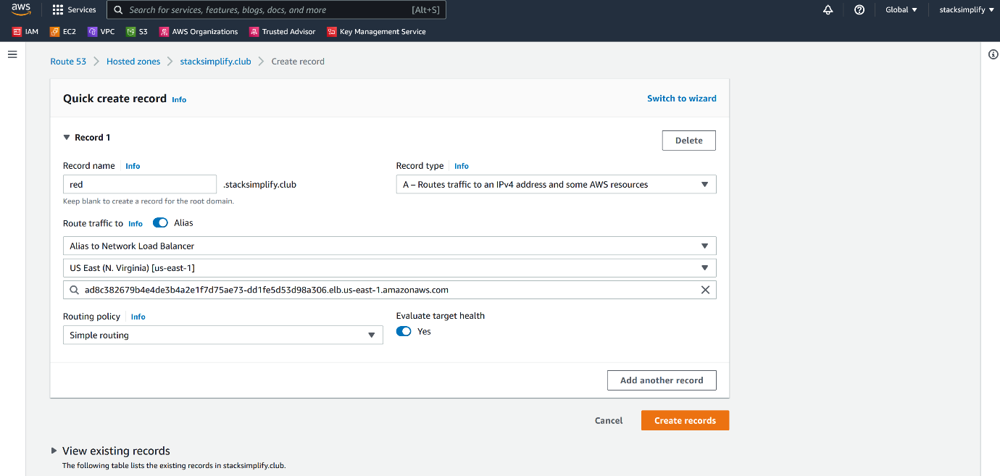 aws Services Search for services, features, blogs, docs, and more [Alt+S] Global stacksimplify
IAM EC2 VPC S3 AWS Organizations Trusted Advisor Key Management Service
Route 53 Hosted zones stacksimplify.club Create record
Quick create record Info Switch to wizard
Record 1 Delete
Record name Info Record type Info
red .stacksimplify.club A – Routes traffic to an IPv4 address and some AWS resources
Keep blank to create a record for the root domain.
Route traffic to Info Alias
Alias to Network Load Balancer
US East (N. Virginia) [us-east-1]
ad8c382679b4e4de3b4a2e1f7d75ae73-dd1fe5d53d98a306.elb.us-east-1.amazonaws.com
Routing policy Info Evaluate target health
Simple routing Yes
Add another record
Cancel Create records
View existing records
The following table lists the existing records in stacksimplify.club.